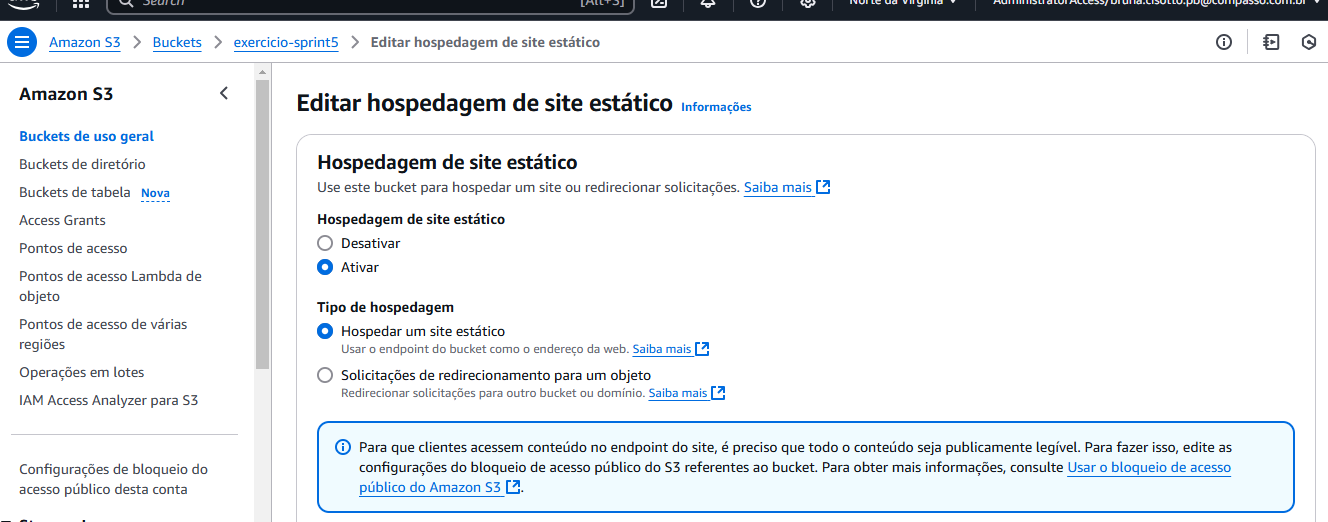 Search
[Alt+S]
Norte da Virgínia
AdministratorAccess/bruna.cisotto.pb@compasso.com.br
Amazon S3
Buckets
exercicio-sprint5
Editar hospedagem de site estático
Amazon S3
Buckets de uso geral
Buckets de diretório
Buckets de tabela Nova
Access Grants
Pontos de acesso
Pontos de acesso Lambda de
objeto
Pontos de acesso de várias
regiões
Operações em lotes
IAM Access Analyzer para S3
Configurações de bloqueio do
acesso público desta conta
Editar hospedagem de site estático Informações
Hospedagem de site estático
Use este bucket para hospedar um site ou redirecionar solicitações. Saiba mais
Hospedagem de site estático
Desativar
Ativar
Tipo de hospedagem
Hospedar um site estático
Usar o endpoint do bucket como o endereço da web. Saiba mais
Solicitações de redirecionamento para um objeto
Redirecionar solicitações para outro bucket ou domínio. Saiba mais
Para que clientes acessem conteúdo no endpoint do site, é preciso que todo o conteúdo seja publicamente legível. Para fazer isso, edite as
configurações do bloqueio de acesso público do S3 referentes ao bucket. Para obter mais informações, consulte Usar o bloqueio de acesso
público do Amazon S3.